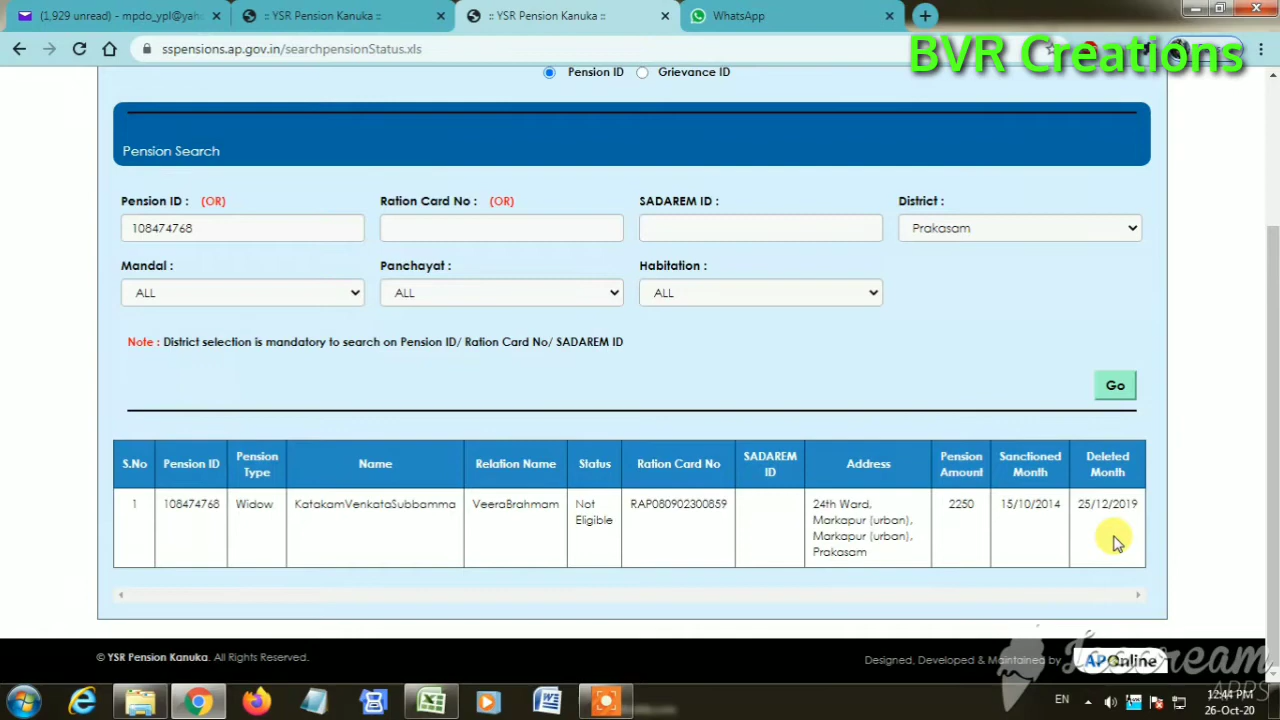 (1,929 unread) - mpdo_ypl@yah
:: YSR Pension Kanuka ::
:: YSR Pension Kanuka ::
WhatsApp
sspensions.ap.gov.in/searchpensionStatus.xls
BVR Creations
Pension ID
Grievance ID
Pension Search
Pension ID : (OR)
Ration Card No : (OR)
SADAREM ID :
District :
108474768
Prakasam
Mandal :
Panchayat :
Habitation :
ALL
ALL
ALL
Note : District selection is mandatory to search on Pension ID/ Ration Card No/ SADAREM ID
Go
S.No
Pension ID
Pension Type
Name
Relation Name
Status
Ration Card No
SADAREM ID
Address
Pension Amount
Sanctioned Month
Deleted Month
1
108474768
Widow
KatakamVenkataSubbamma
VeeraBrahmam
Not Eligible
RAP080902300859
24th Ward,
Markapur (urban),
Markapur (urban),
Prakasam
2250
15/10/2014
25/12/2019
© YSR Pension Kanuka. All Rights Reserved.
Designed, Developed & Maintained by
APOnline
Icecream
APPS
EN
12:44 PM
26-Oct-20